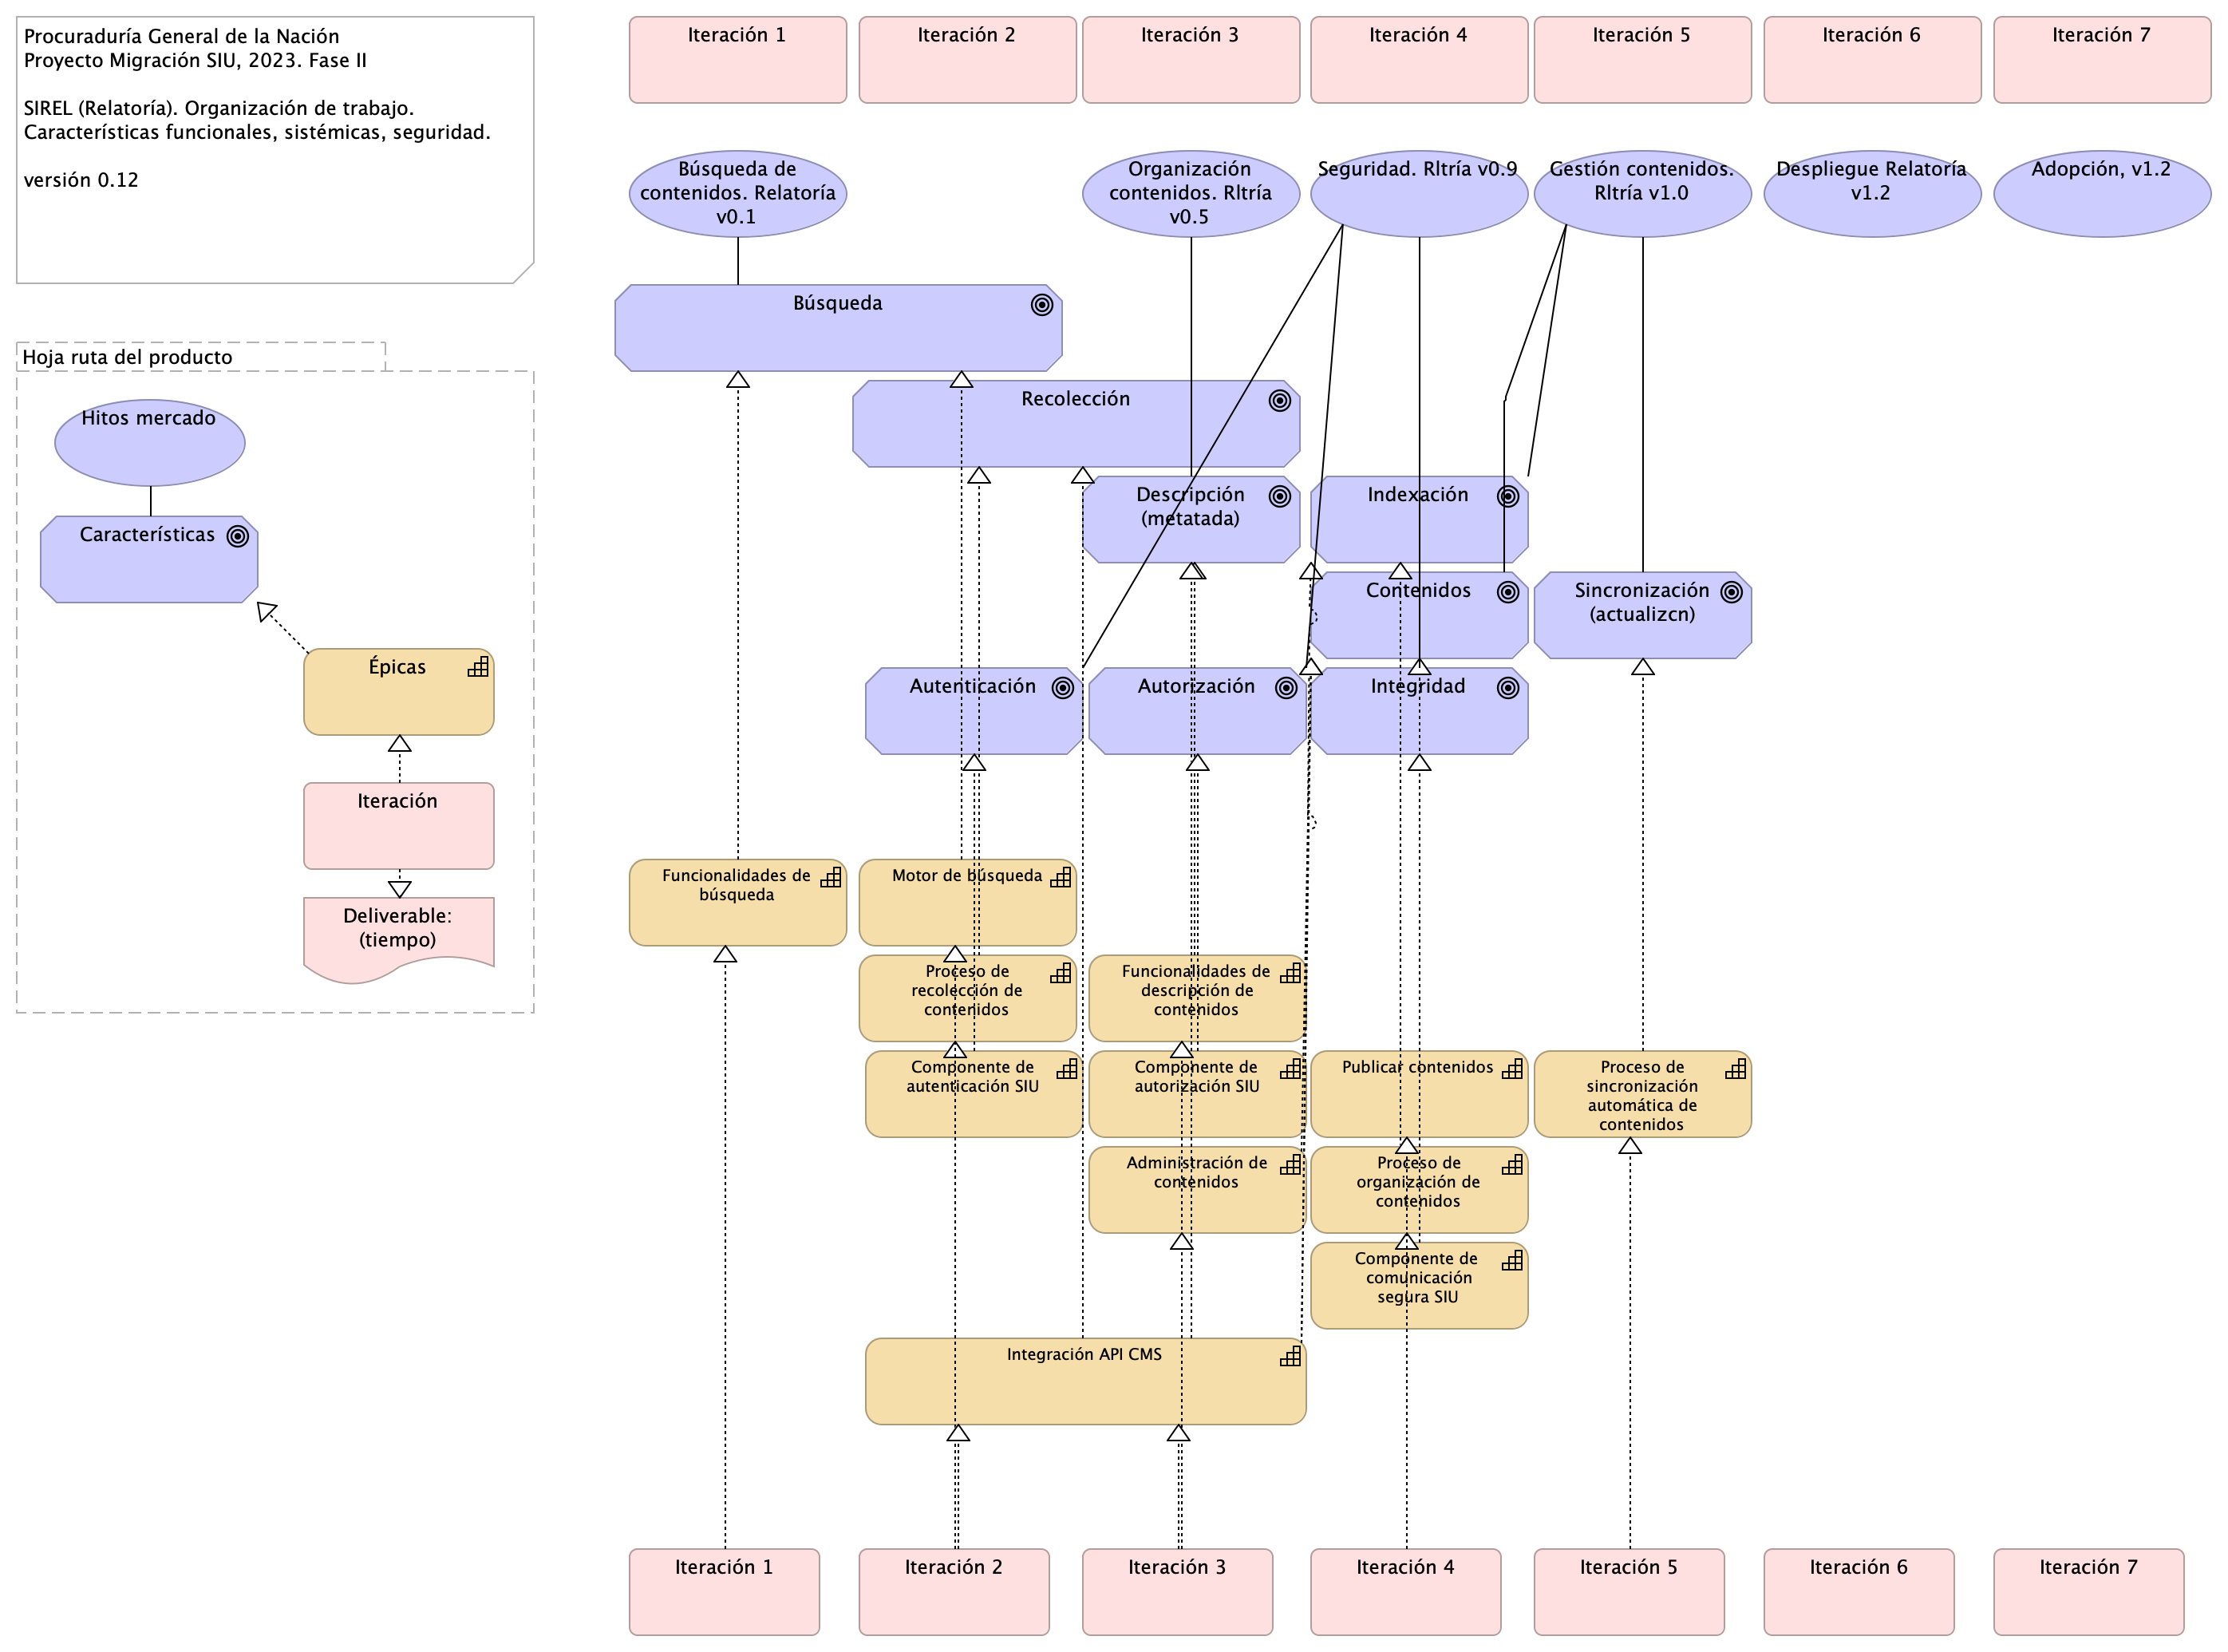 Procuraduría General de la Nación
Proyecto Migración SIU, 2023. Fase II
SIREL (Relatoría). Organización de trabajo.
Características funcionales, sistémicas, seguridad.
versión 0.12
Hoja ruta del producto
Hitos mercado
Características
Épicas
Iteración
Deliverable:
(tiempo)
Iteración 1
Iteración 2
Iteración 3
Iteración 4
Iteración 5
Iteración 6
Iteración 7
Búsqueda de
contenidos. Relatoría
v0.1
Organización
contenidos. Rltría
v0.5
Seguridad. Rltría v0.9
Gestión contenidos.
Rltría v1.0
Despliegue Relatoría
v1.2
Adopción, v1.2
Búsqueda
Recolección
Descripción
(metatada)
Indexación
Contenidos
Sincronización
(actualizcn)
Autenticación
Autorización
Integridad
Funcionalidades de
búsqueda
Motor de búsqueda
Proceso de
recolección de
contenidos
Funcionalidades de
descripción de
contenidos
Componente de
autenticación SIU
Componente de
autorización SIU
Publicar contenidos
Proceso de
sincronización
automática de
contenidos
Administración de
contenidos
Proceso de
organización de
contenidos
Componente de
comunicación
segura SIU
Integración API CMS
Iteración 1
Iteración 2
Iteración 3
Iteración 4
Iteración 5
Iteración 6
Iteración 7